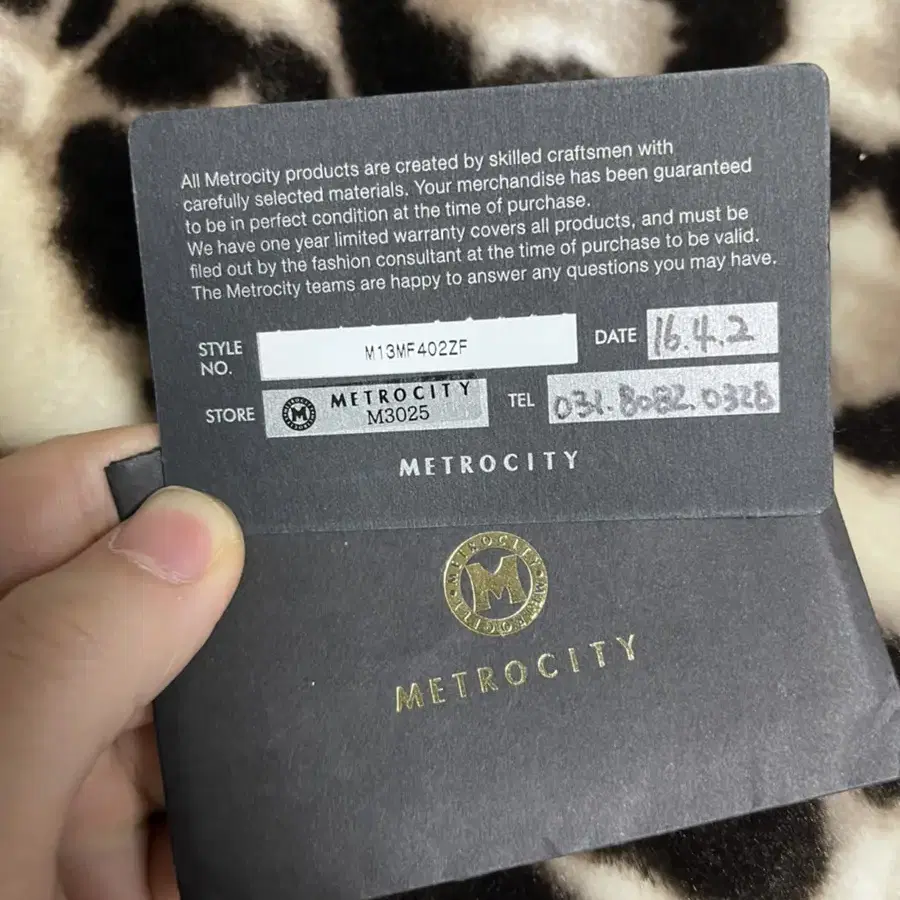 All Metrocity products are created by skilled craftsmen with
carefully selected materials. Your merchandise has been guaranteed
to be in perfect condition at the time of purchase.
We have one year limited warranty covers all products, and must be
filed out by the fashion consultant at the time of purchase to be valid.
The Metrocity teams are happy to answer any questions you may have.
STYLE NO. M13MF402ZF DATE 16.4.2
STORE METROCITY M3025 TEL 031.8082.0328
METROCITY
METROCITY METROCITY
M
METROCITY